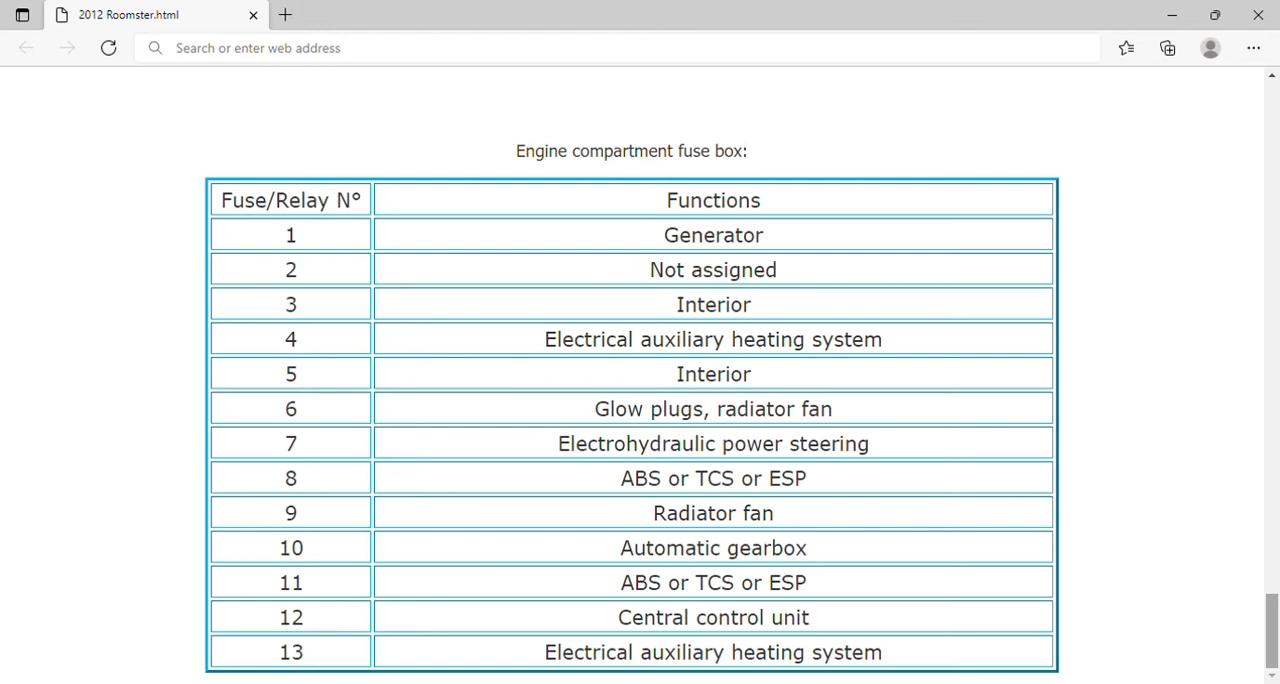 2012 Roomster.html
Search or enter web address
Engine compartment fuse box:
Fuse/Relay N° Functions
1 Generator
2 Not assigned
3 Interior
4 Electrical auxiliary heating system
5 Interior
6 Glow plugs, radiator fan
7 Electrohydraulic power steering
8 ABS or TCS or ESP
9 Radiator fan
10 Automatic gearbox
11 ABS or TCS or ESP
12 Central control unit
13 Electrical auxiliary heating system